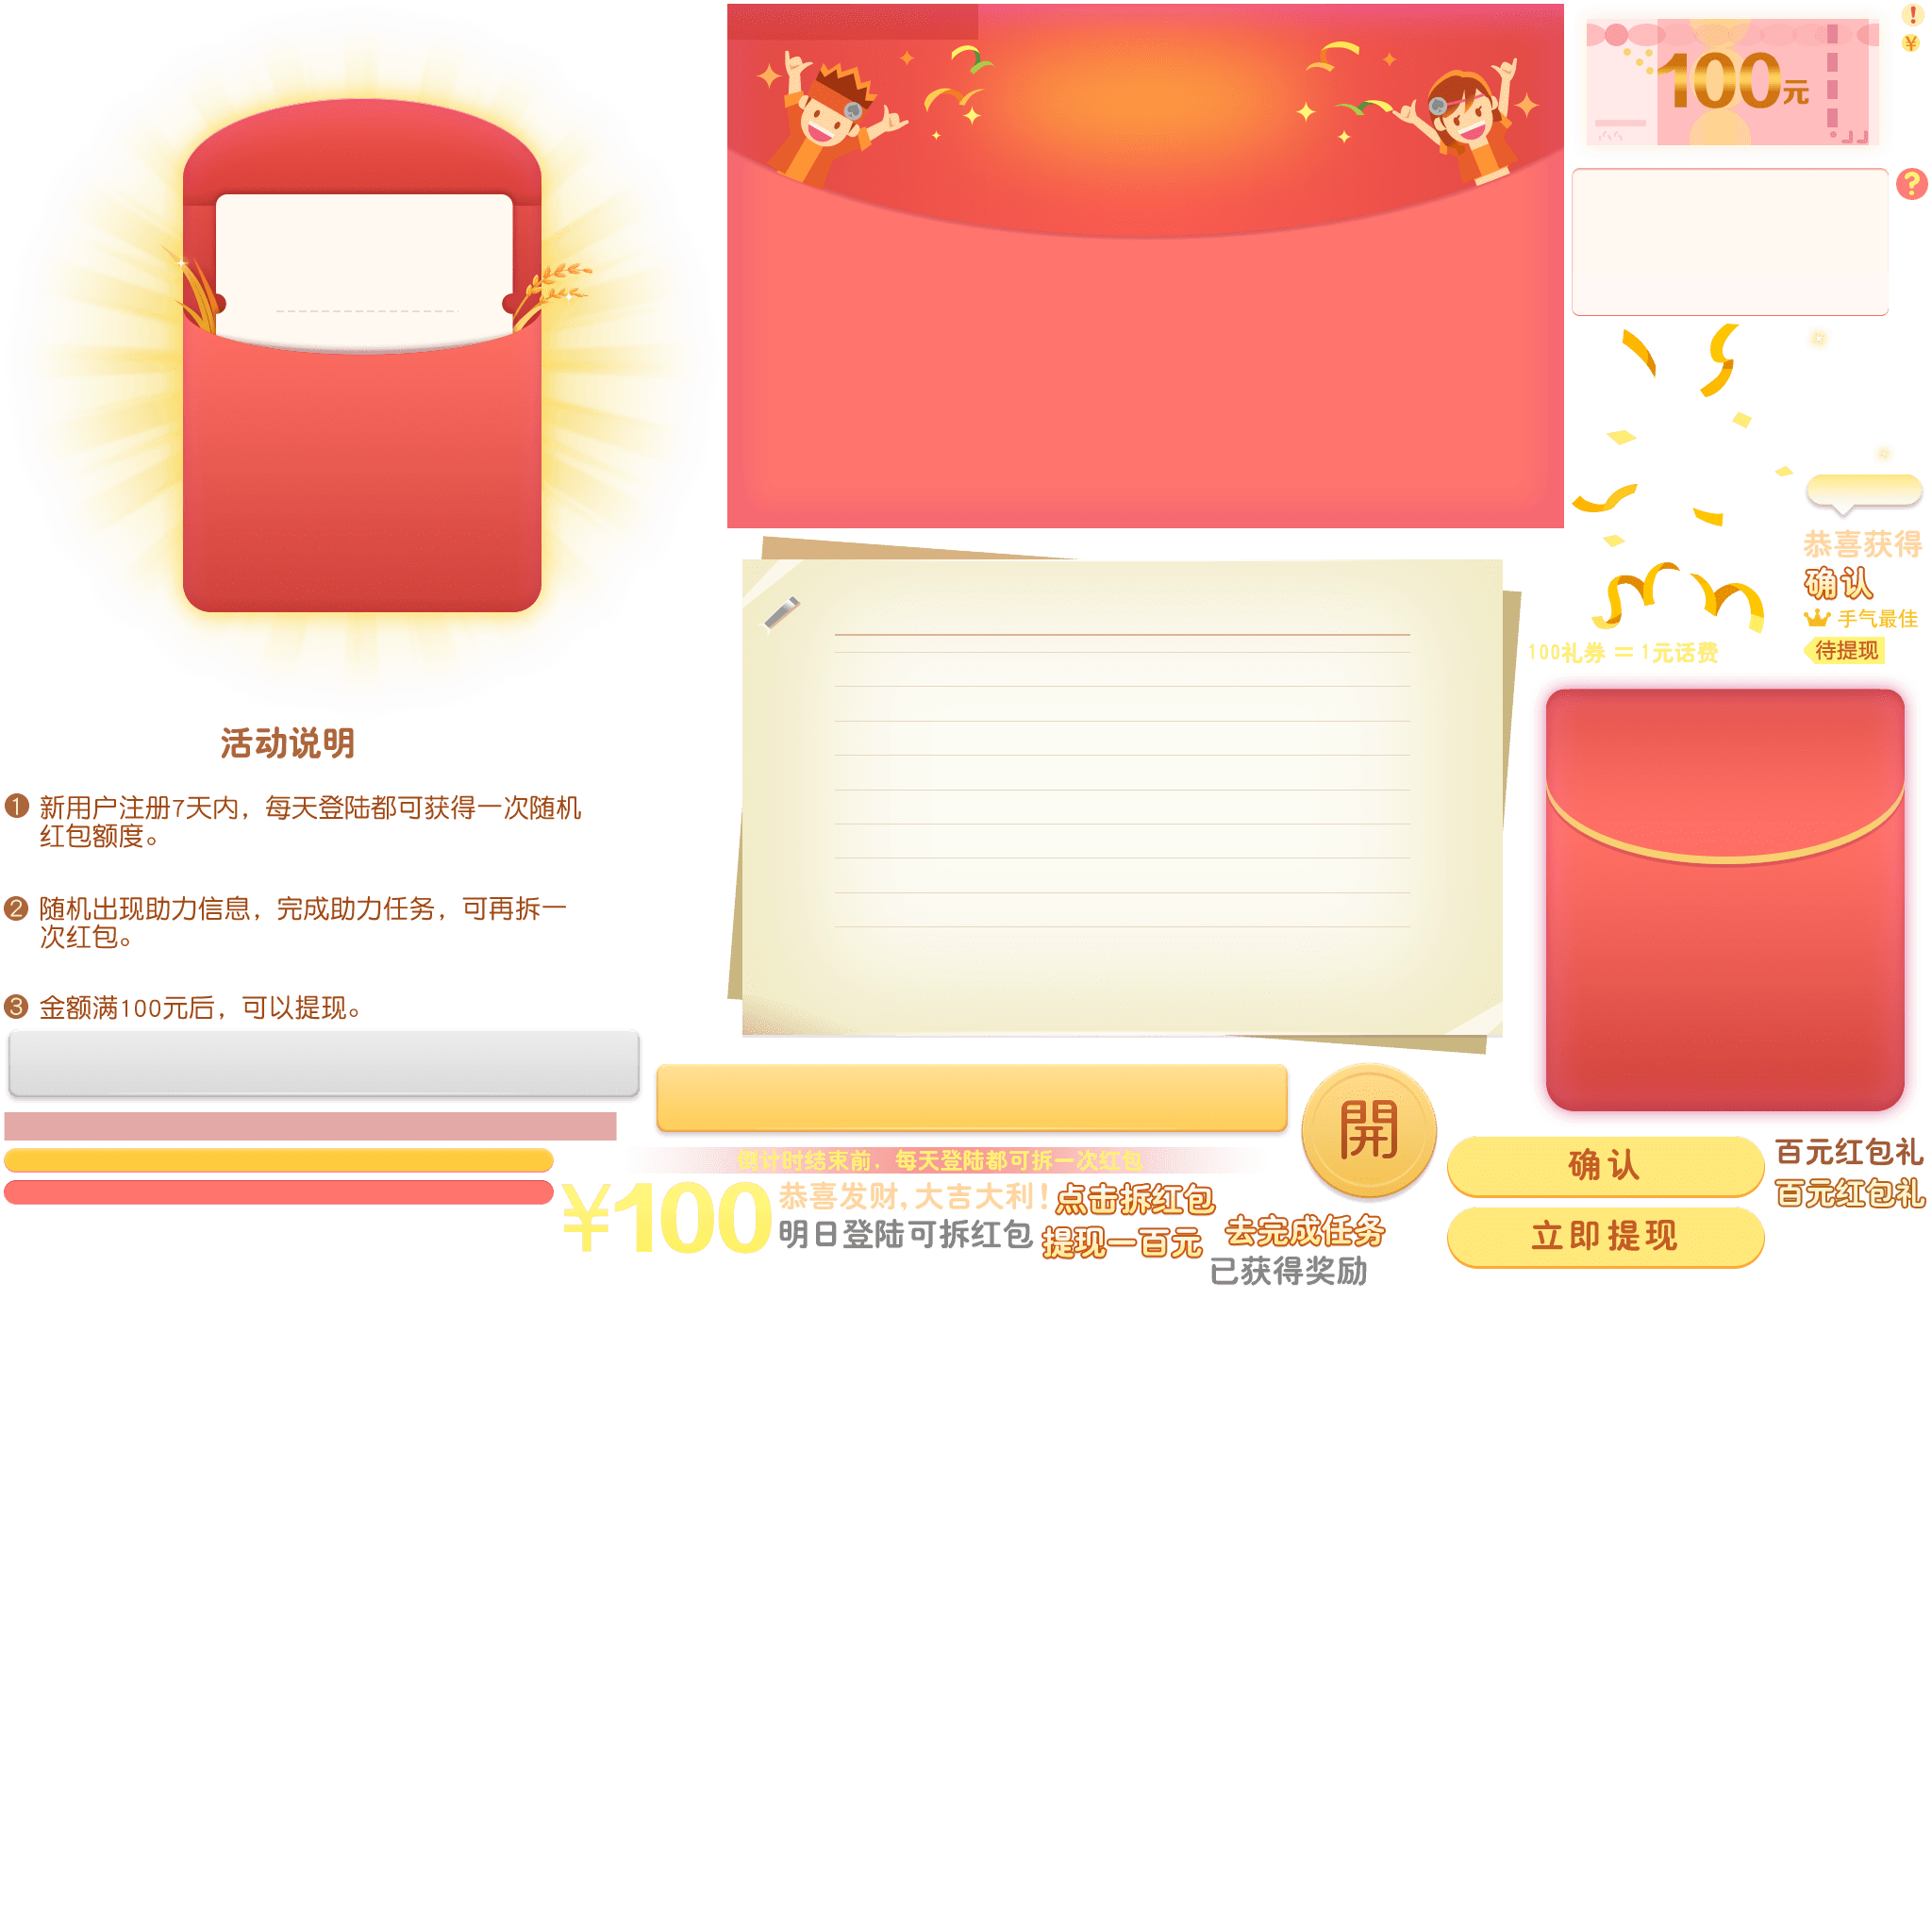 !
¥
100元
?
恭喜获得
确认
手气最佳
100礼券 = 1元话费
待提现
活动说明
1 新用户注册7天内，每天登陆都可获得一次随机
红包额度。
2 随机出现助力信息，完成助力任务，可再拆一
次红包。
3 金额满100元后，可以提现。
開
倒计时结束前，每天登陆都可拆一次红包
确认
百元红包礼
百元红包礼
¥100
恭喜发财,大吉大利!
点击拆红包
明日登陆可拆红包
提现一百元
去完成任务
立即提现
已获得奖励